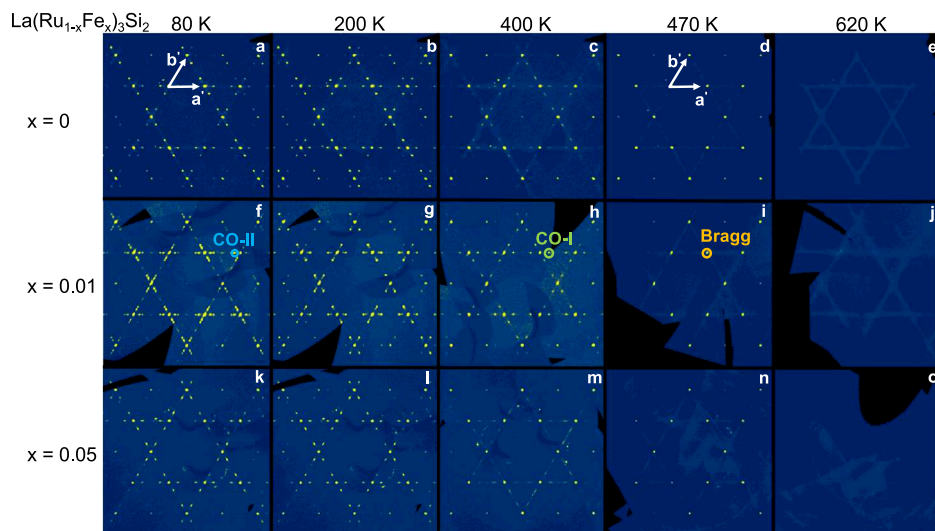 La(Ru₁₋ₓFeₓ)₃Si₂ 80 K 200 K 400 K 470 K 620 K
a b c d e
b' b'
a' a'
x = 0
f g h i j
CO-II CO-I Bragg
x = 0.01
k l m n o
x = 0.05